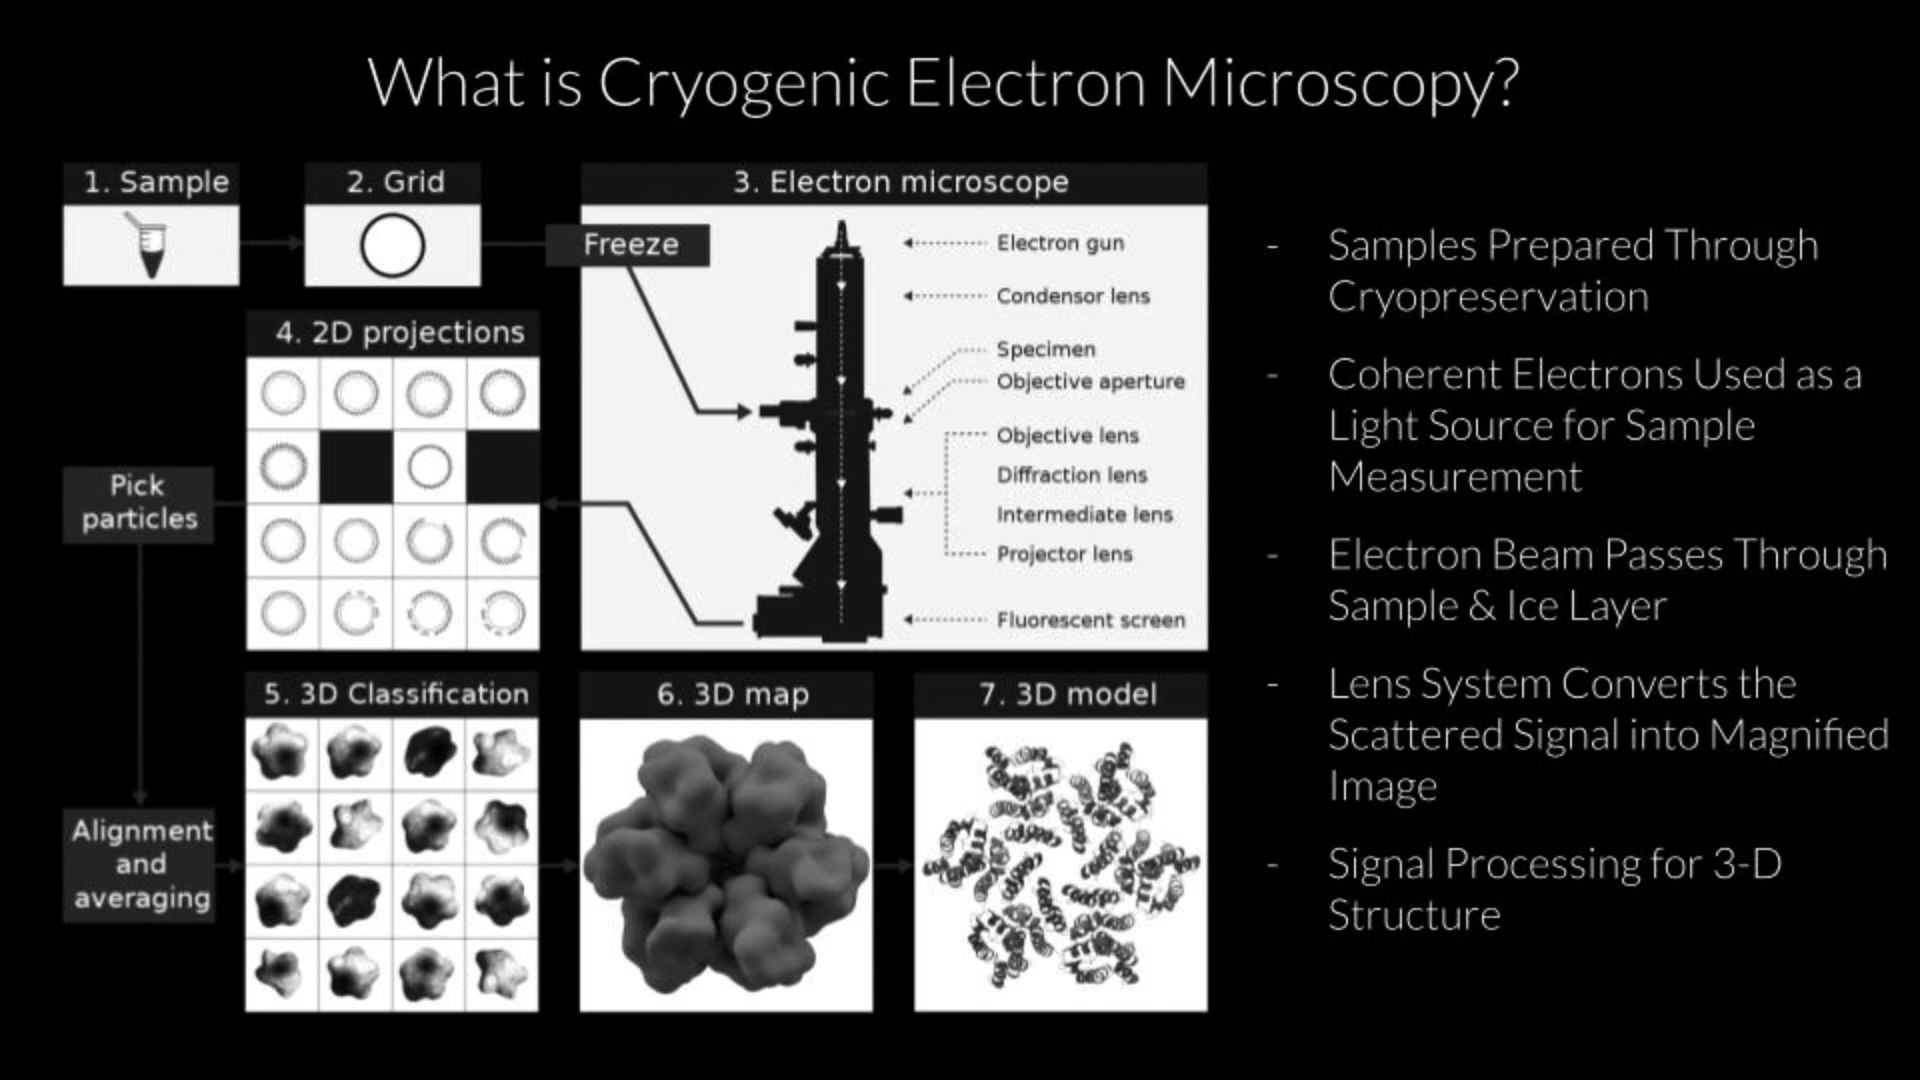 What is Cryogenic Electron Microscopy?
1. Sample
2. Grid
Freeze
3. Electron microscope
Electron gun
Condensor lens
Specimen
Objective aperture
Objective lens
Diffraction lens
Intermediate lens
Projector lens
Fluorescent screen
4. 2D projections
Pick
particles
Alignment
and
averaging
5. 3D Classification
6. 3D map
7. 3D model
- Samples Prepared Through
Cryopreservation
- Coherent Electrons Used as a
Light Source for Sample
Measurement
- Electron Beam Passes Through
Sample & Ice Layer
- Lens System Converts the
Scattered Signal into Magnified
Image
- Signal Processing for 3-D
Structure